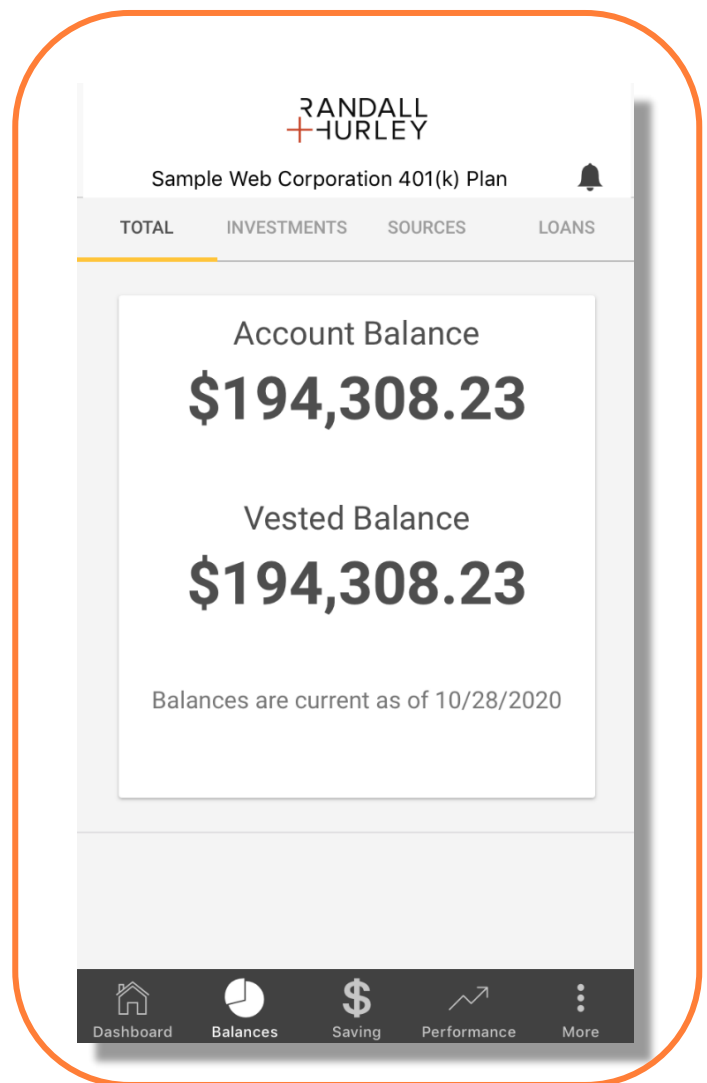 RANDALL
HURLEY
Sample Web Corporation 401(k) Plan
TOTAL INVESTMENTS SOURCES LOANS
Account Balance
$194,308.23
Vested Balance
$194,308.23
Balances are current as of 10/28/2020
$
Dashboard Balances Saving Performance More